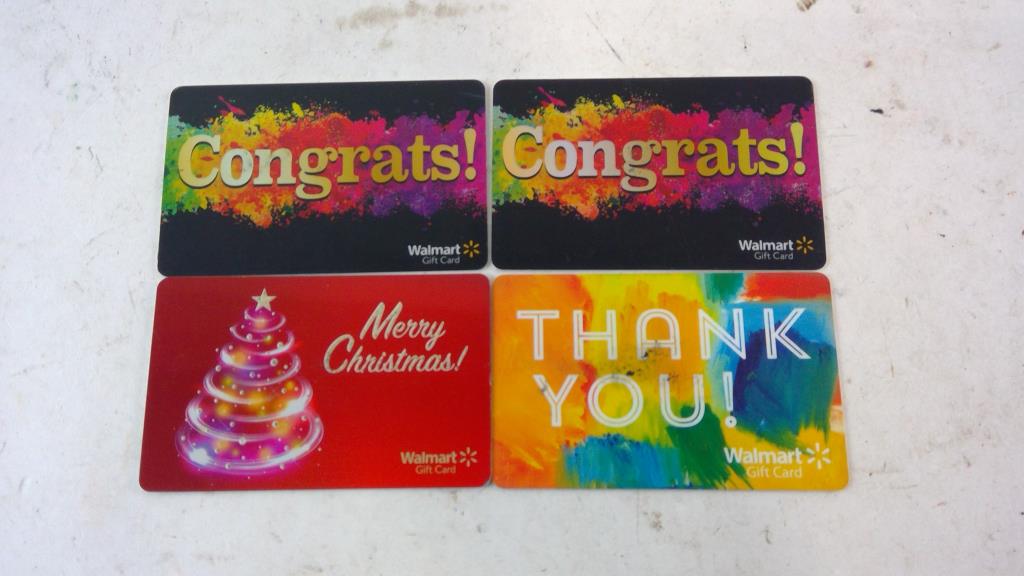 Congrats!
Walmart
Gift Card
Congrats!
Walmart
Gift Card
Merry
Christmas!
Walmart
Gift Card
THANK
YOU!
Walmart
Gift Card